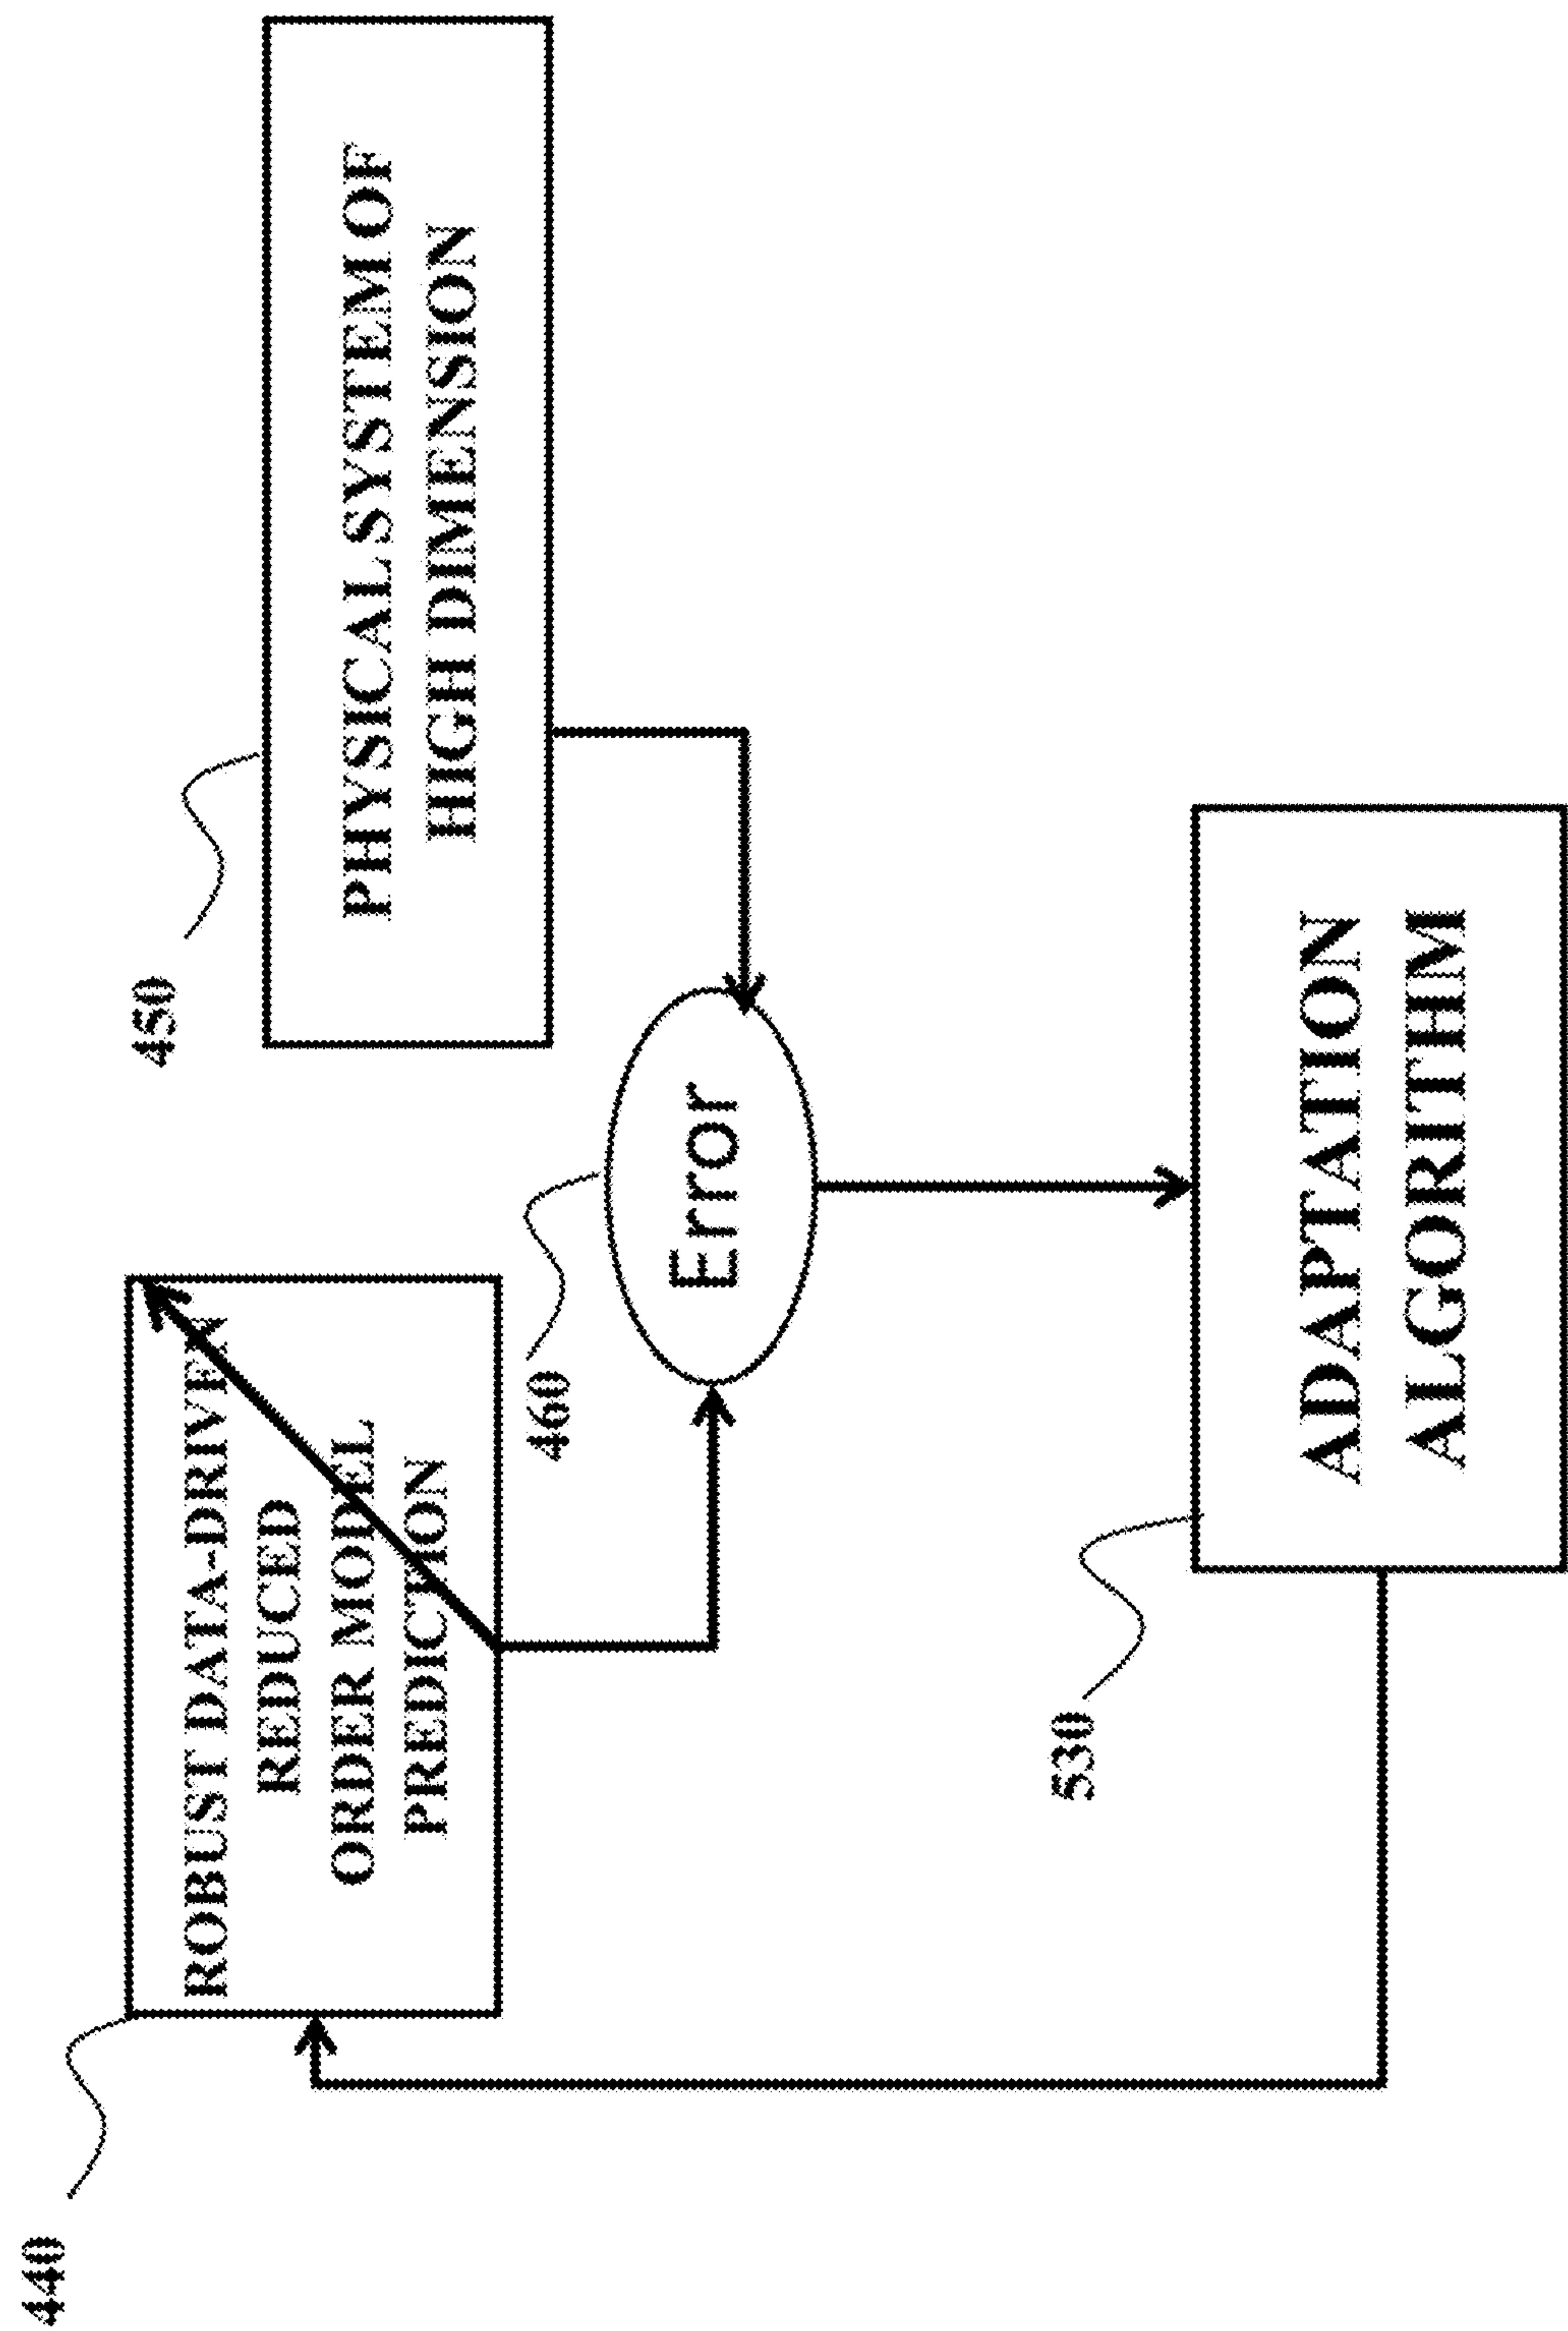 440
ROBUST DATA-DRIVEN
REDUCED
ORDER MODEL
PREDICTION
450
PHYSICAL SYSTEM OF
HIGH DIMENSION
460
Error
530
ADAPTATION
ALGORITHM